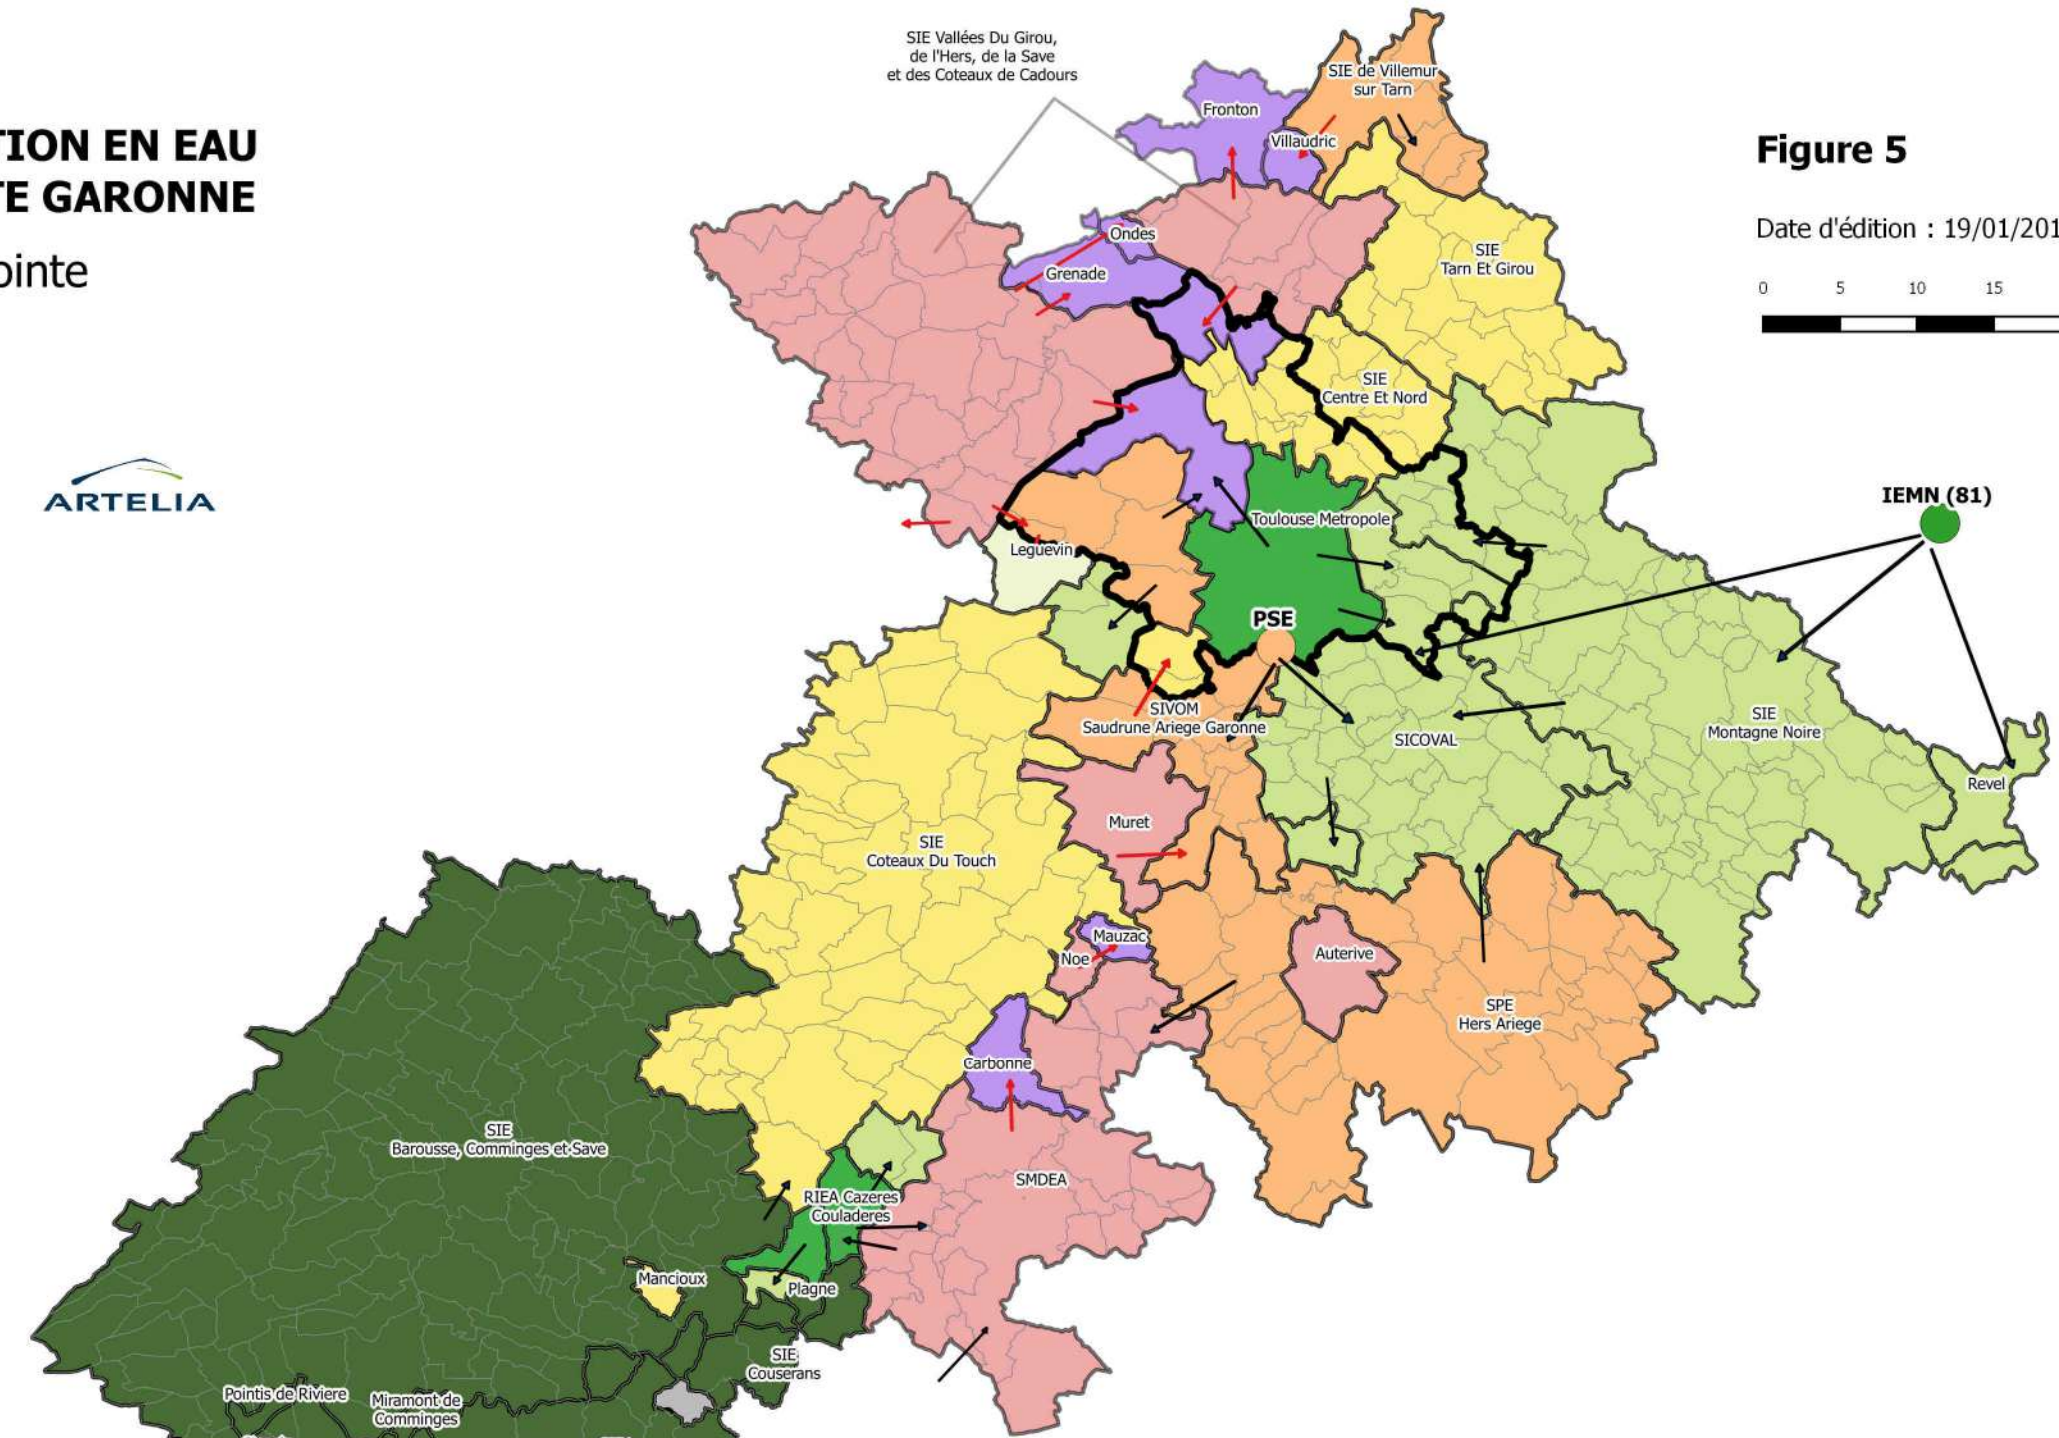 SIE Vallées Du Girou,
de l'Hers, de la Save
et des Coteaux de Cadours
SIE de Villemur
sur Tarn
Fronton
Villaudric
TION EN EAU
TE GARONNE
ointe
Figure 5
Date d'édition : 19/01/201
0 5 10 15
Ondes
Grenade
SIE
Tarn Et Girou
SIE
Centre Et Nord
ARTELIA
IEMN (81)
Toulouse Metropole
Leguevin
PSE
SIVOM
Saudrune Ariege Garonne
SICOVAL
SIE
Montagne Noire
Revel
Muret
SIE
Coteaux Du Touch
Mauzac
Noe
Auterive
SPE
Hers Ariege
Carbonne
SIE
Barousse, Comminges et Save
SMDEA
RIEA Cazeres
Couladeres
Mancioux
Plagne
SIE
Couserans
Pointis de Riviere
Miramont de
Comminges